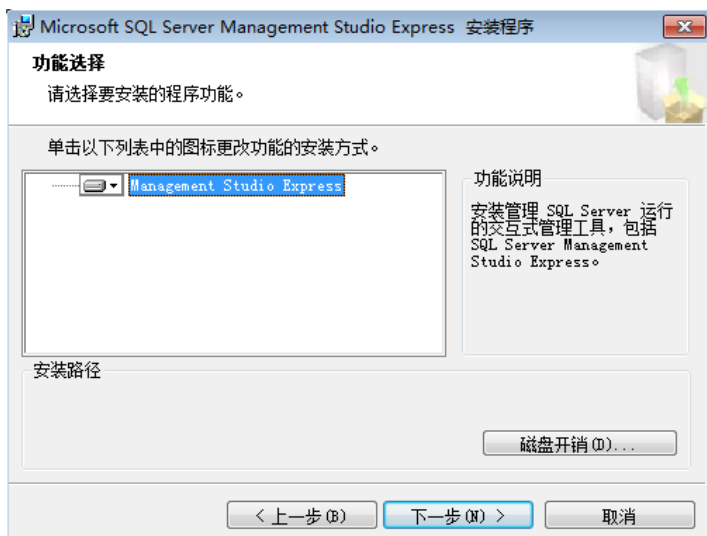 Microsoft SQL Server Management Studio Express 安装程序
功能选择
请选择要安装的程序功能。
单击以下列表中的图标更改功能的安装方式。
Management Studio Express
功能说明
安装管理 SQL Server 运行
的交互式管理工具，包括
SQL Server Management
Studio Express。
安装路径
磁盘开销(D)...
< 上一步(B)
下一步(N) >
取消